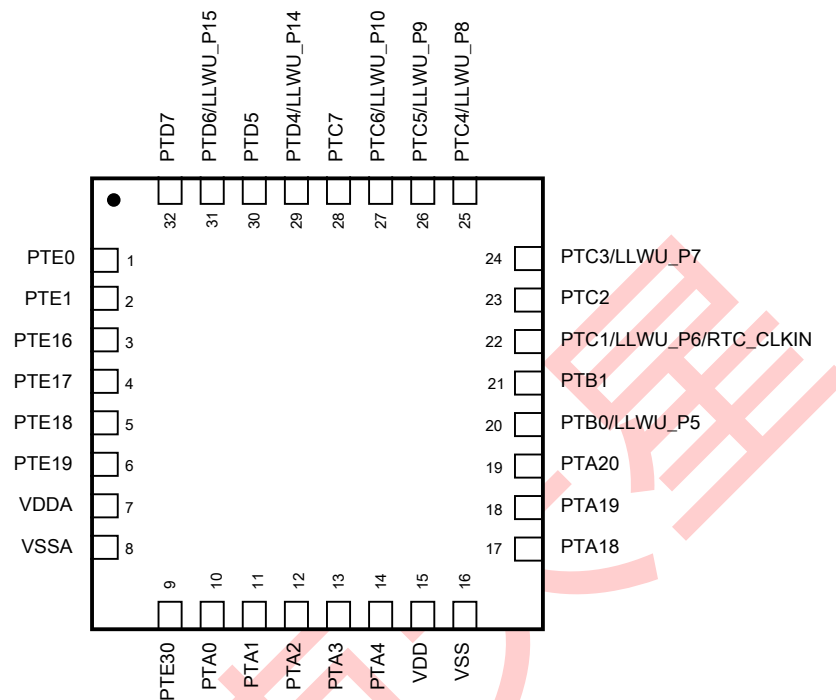 PTD7
PTD6/LLWU_P15
PTD5
PTD4/LLWU_P14
PTC7
PTC6/LLWU_P10
PTC5/LLWU_P9
PTC4/LLWU_P8
32
31
30
29
28
27
26
25
PTE0 1
PTE1 2
PTE16 3
PTE17 4
PTE18 5
PTE19 6
VDDA 7
VSSA 8
24 PTC3/LLWU_P7
23 PTC2
22 PTC1/LLWU_P6/RTC_CLKIN
21 PTB1
20 PTB0/LLWU_P5
19 PTA20
18 PTA19
17 PTA18
9
10
11
12
13
14
15
16
PTE30
PTA0
PTA1
PTA2
PTA3
PTA4
VDD
VSS